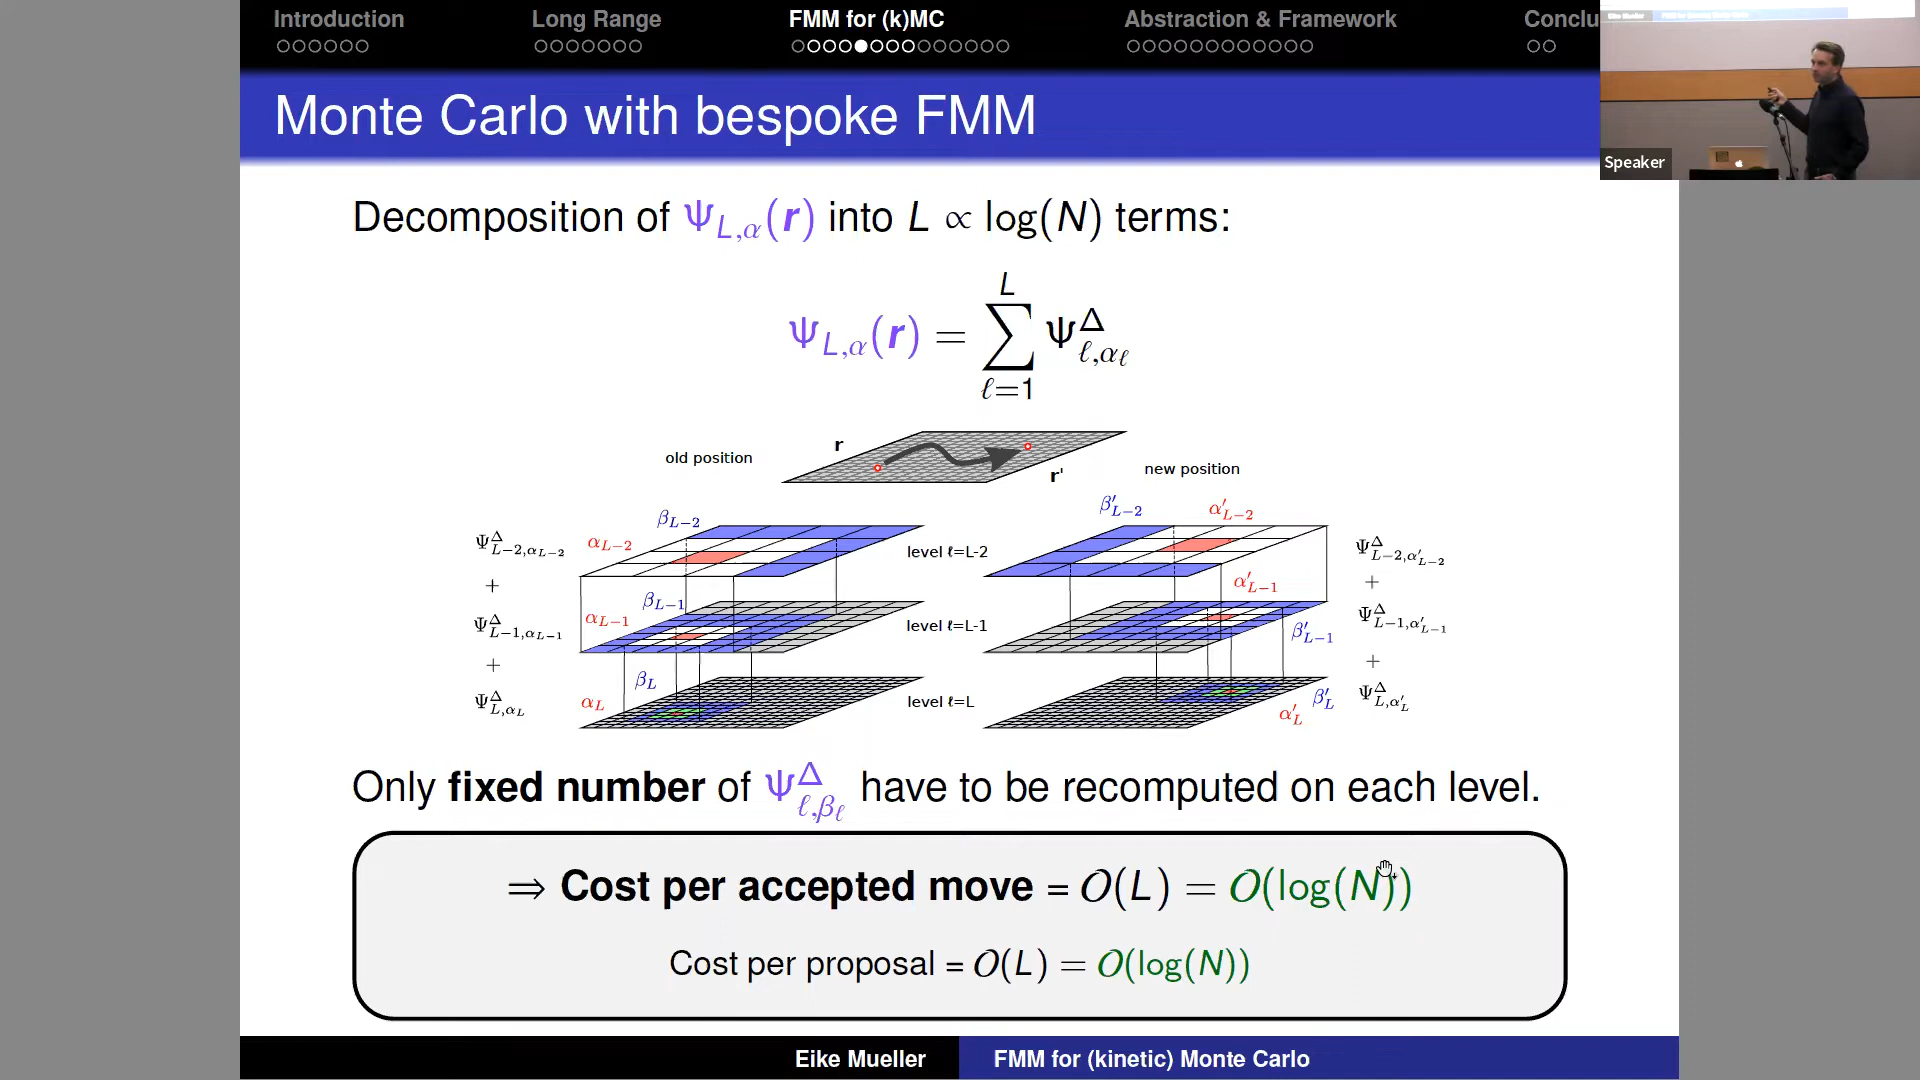 Introduction Long Range FMM for (k)MC Abstraction & Framework Conclu
Monte Carlo with bespoke FMM
Speaker
Decomposition of Ψ_{L,α}(r) into L ∝ log(N) terms:
Ψ_{L,α}(r) = ∑_{ℓ=1}^{L} Ψ^Δ_{ℓ,α_ℓ}
old position r r' new position
Ψ^Δ_{L−2,α_{L−2}} α_{L−2} β_{L−2} level ℓ=L-2 β′_{L−2} α′_{L−2} Ψ^Δ_{L−2,α′_{L−2}}
+ +
Ψ^Δ_{L−1,α_{L−1}} α_{L−1} β_{L−1} level ℓ=L-1 α′_{L−1} β′_{L−1} Ψ^Δ_{L−1,α′_{L−1}}
+ +
Ψ^Δ_{L,α_L} α_L β_L level ℓ=L α′_L β′_L Ψ^Δ_{L,α′_L}
Only fixed number of Ψ^Δ_{ℓ,β_ℓ} have to be recomputed on each level.
⇒ Cost per accepted move = O(L) = O(log(N))
Cost per proposal = O(L) = O(log(N))
Eike Mueller FMM for (kinetic) Monte Carlo